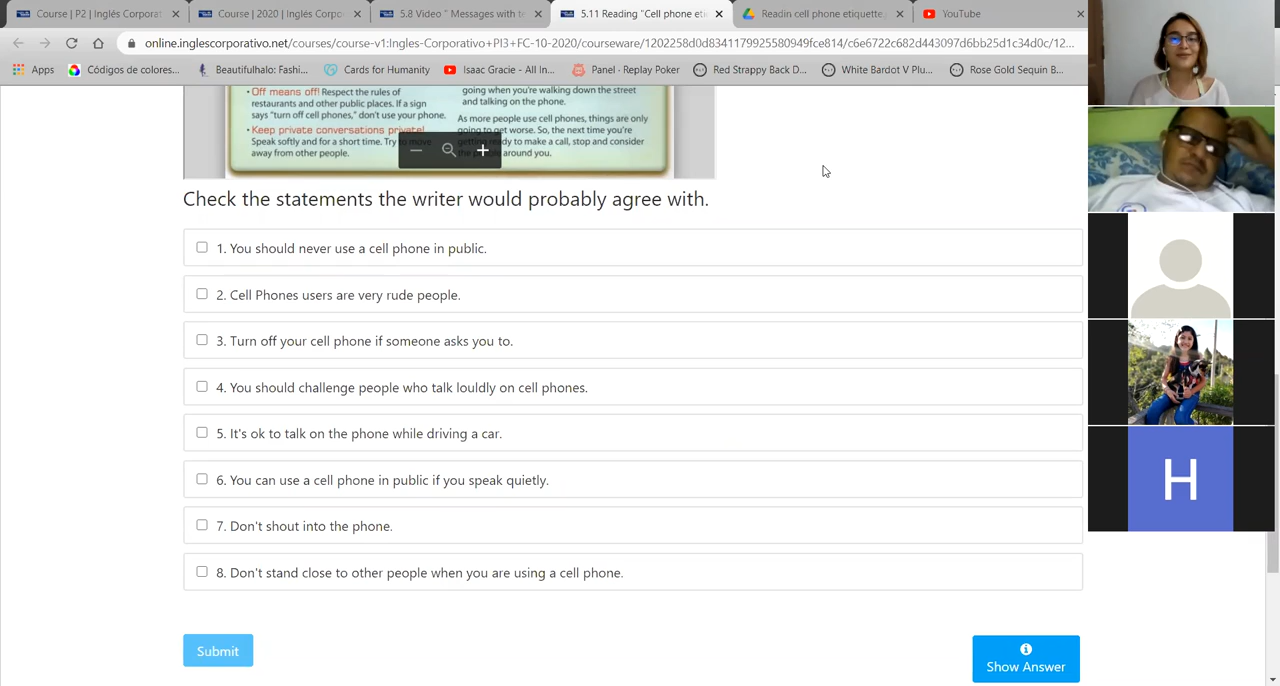 Course | P2 | Inglés Corporat
Course | 2020 | Inglés Corpo
5.8 Video " Messages with te
5.11 Reading "Cell phone eti
Readin cell phone etiquette.
YouTube
online.inglescorporativo.net/courses/course-v1:Ingles-Corporativo+PI3+FC-10-2020/courseware/1202258d0d8341179925580949fce814/c6e6722c682d443097d6bb25d1c34d0c/12...
Apps
Códigos de colores...
Beautifulhalo: Fashi...
Cards for Humanity
Isaac Gracie - All In...
Panel · Replay Poker
Red Strappy Back D...
White Bardot V Plu...
Rose Gold Sequin B...
• Off means off! Respect the rules of
restaurants and other public places. If a sign
says "turn off cell phones," don't use your phone.
• Keep private conversations private!
Speak softly and for a short time. Try to move
away from other people.
going when you're walking down the street
and talking on the phone.
As more people use cell phones, things are only
going to get worse. So, the next time you're
getting ready to make a call, stop and consider
the people around you.
Check the statements the writer would probably agree with.
1. You should never use a cell phone in public.
2. Cell Phones users are very rude people.
3. Turn off your cell phone if someone asks you to.
4. You should challenge people who talk louldly on cell phones.
5. It's ok to talk on the phone while driving a car.
6. You can use a cell phone in public if you speak quietly.
7. Don't shout into the phone.
8. Don't stand close to other people when you are using a cell phone.
Submit
Show Answer
H